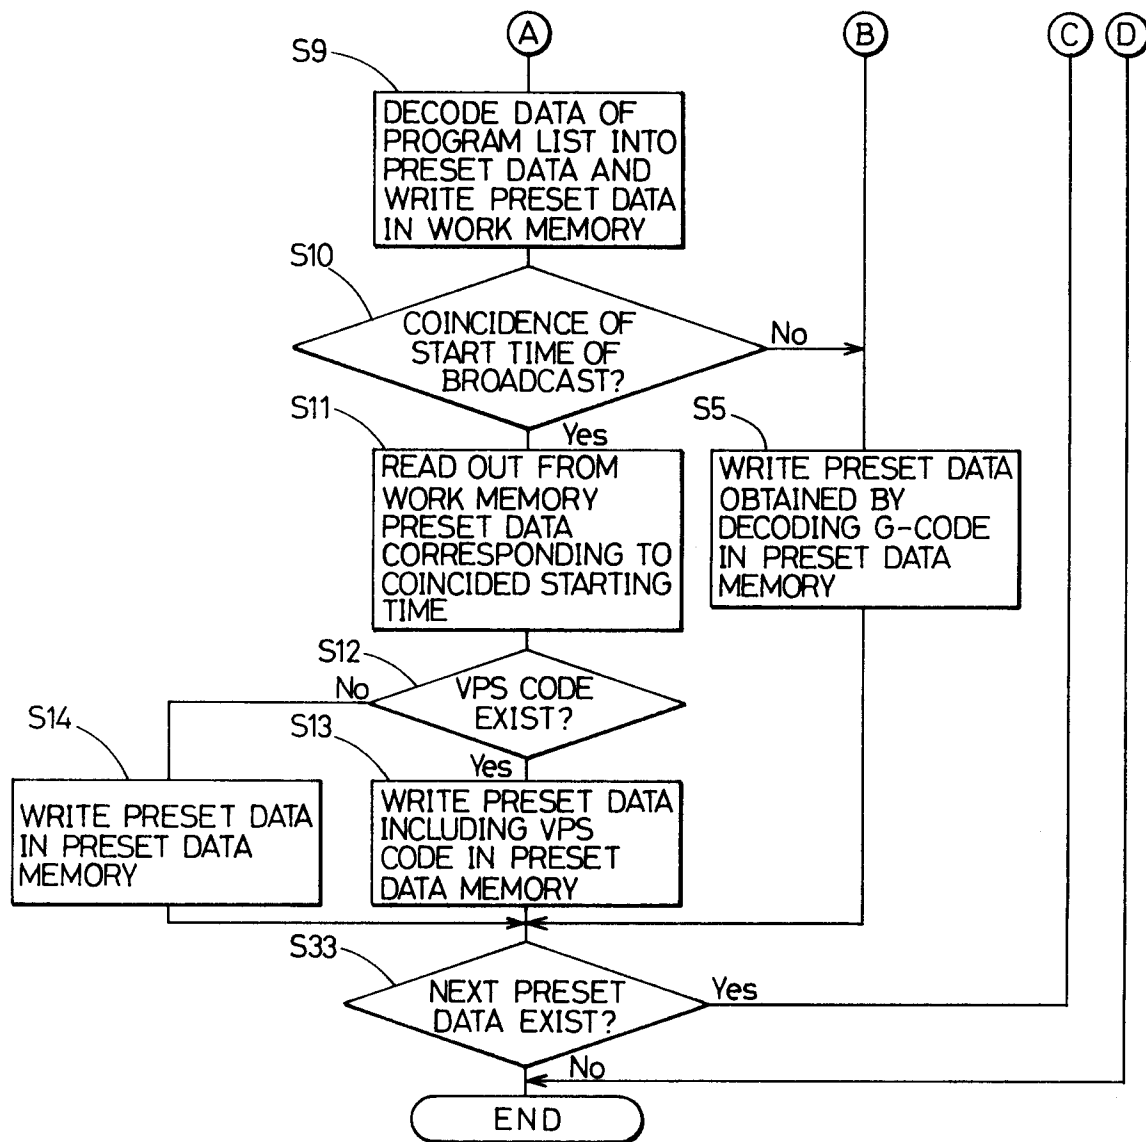 A
B
C
D
S9
DECODE DATA OF
PROGRAM LIST INTO
PRESET DATA AND
WRITE PRESET DATA
IN WORK MEMORY
S10
COINCIDENCE OF
START TIME OF
BROADCAST?
No
S11
Yes
S5
READ OUT FROM
WORK MEMORY
PRESET DATA
CORRESPONDING TO
COINCIDED STARTING
TIME
WRITE PRESET DATA
OBTAINED BY
DECODING G-CODE
IN PRESET DATA
MEMORY
S12
No
VPS CODE
EXIST?
S14
S13
Yes
WRITE PRESET DATA
IN PRESET DATA
MEMORY
WRITE PRESET DATA
INCLUDING VPS
CODE IN PRESET
DATA MEMORY
S33
NEXT PRESET
DATA EXIST?
Yes
No
END